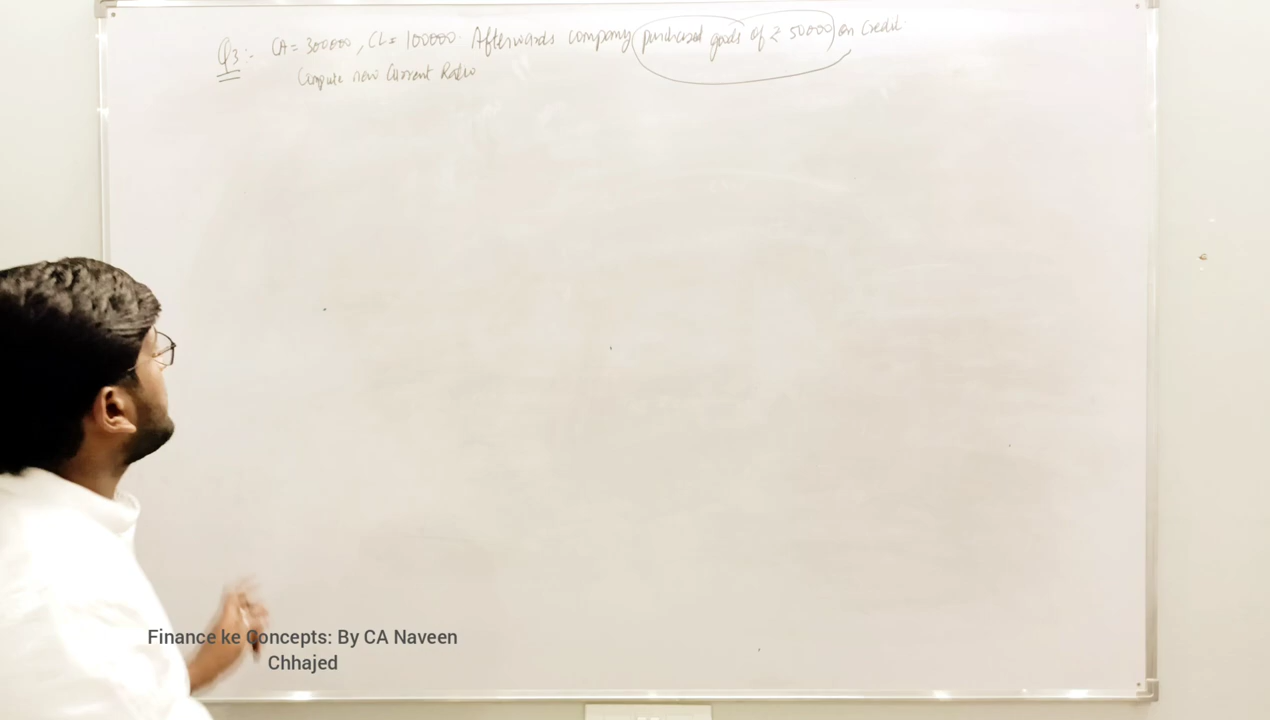 Q3:- CA = 300000, CL = 100000. Afterwards company purchased goods of ₹ 50000 on Credit.
Compute new Current Ratio
Finance ke Concepts: By CA Naveen
Chhajed